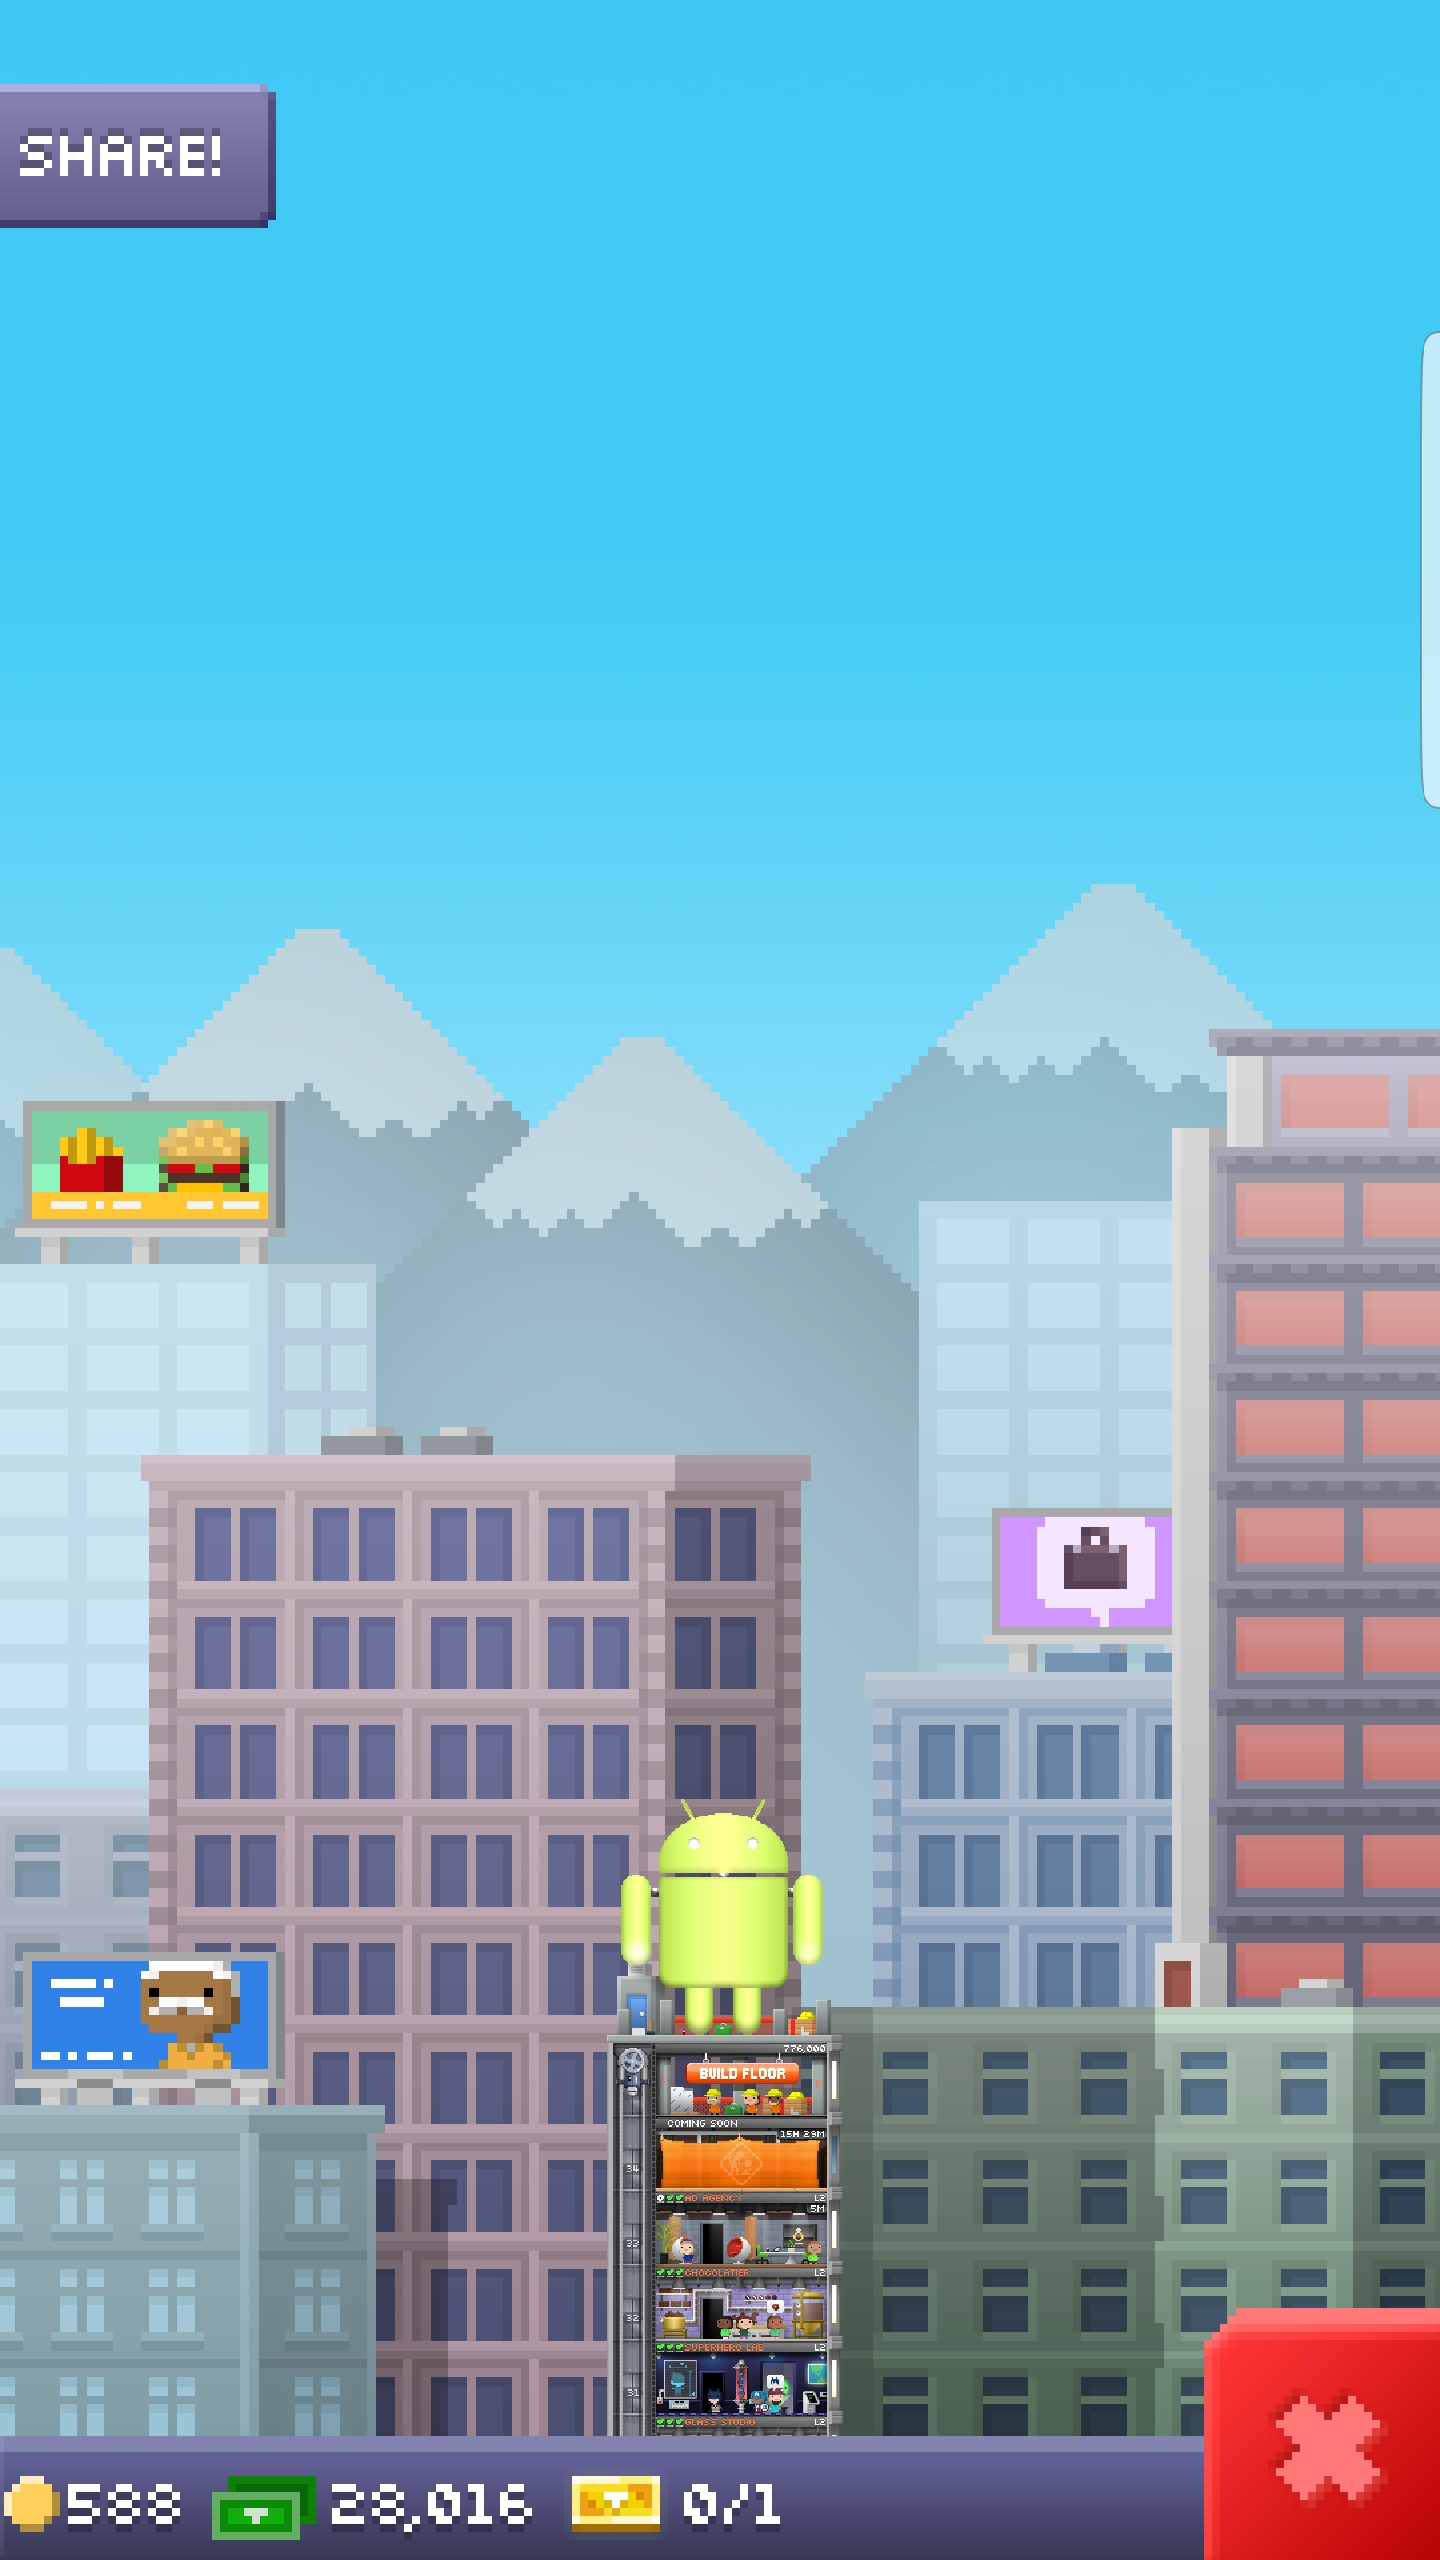 SHARE!
776,000
BUILD FLOOR
COMING SOON
15H 29M
34
AD AGENCY L2
5M
33
CHOCOLATIER L2
32
SUPERHERO LAB L2
31
GLASS STUDIO L2
588 28,016 0/1